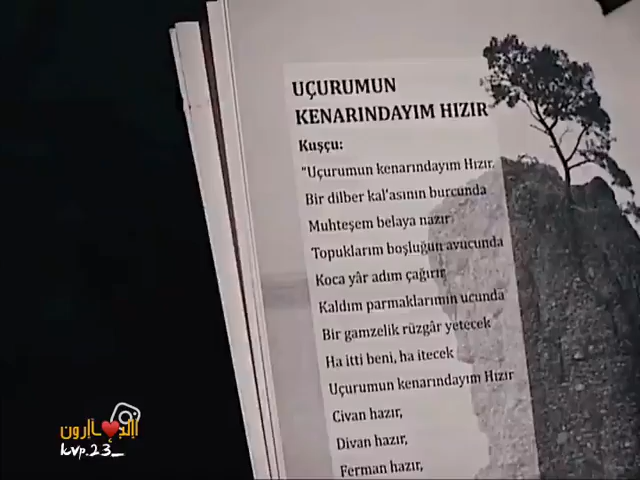 UÇURUMUN
KENARINDAYIM HIZIR
Kuşçu:
"Uçurumun kenarındayım Hızır.
Bir dilber kal'asının burcunda
Muhteşem belaya nazır
Topuklarım boşluğun avucunda
Koca yâr adım çağırır
Kaldım parmaklarımın ucunda
Bir gamzelik rüzgâr yetecek
Ha itti beni, ha itecek
Uçurumun kenarındayım Hızır
Civan hazır,
Divan hazır,
Ferman hazır,
kvp.23_